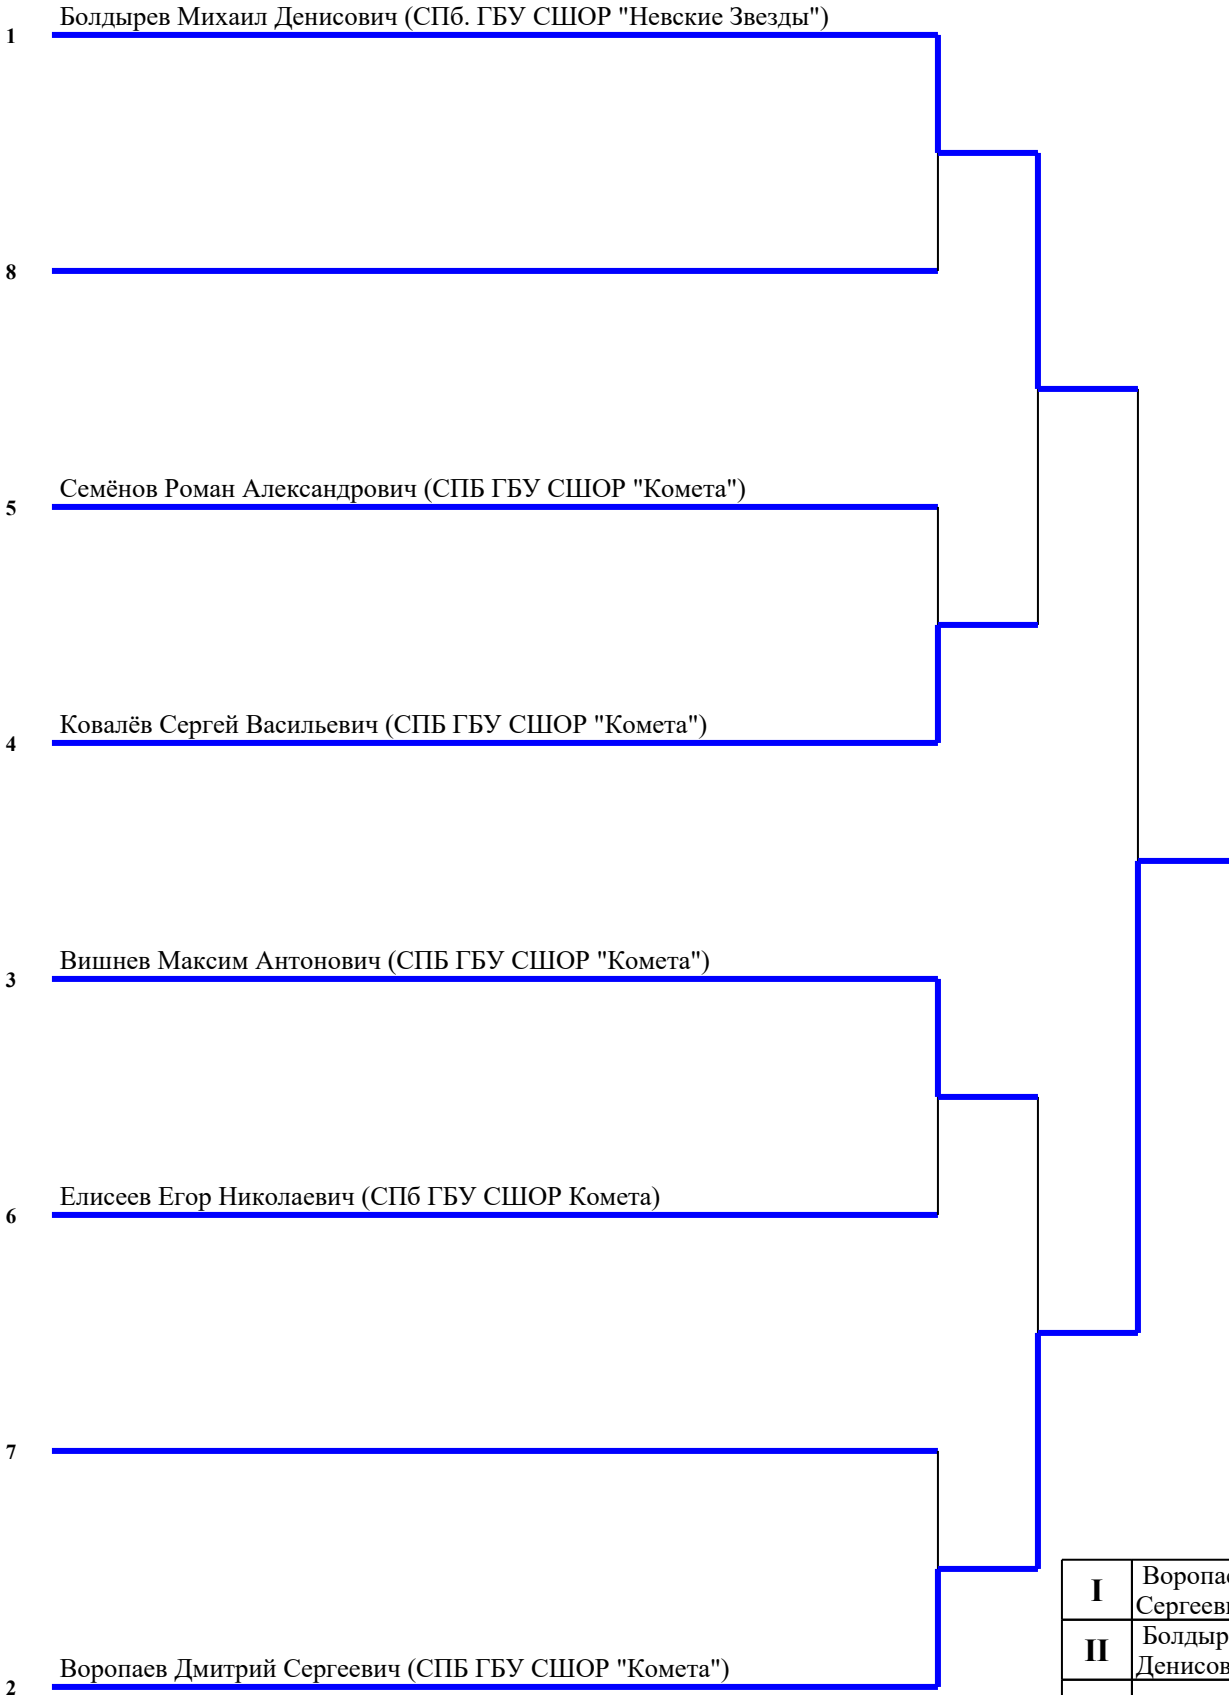 Болдырев Михаил Денисович (СПб. ГБУ СШОР "Невские Звезды")
1
8
Семёнов Роман Александрович (СПБ ГБУ СШОР "Комета")
5
Ковалёв Сергей Васильевич (СПБ ГБУ СШОР "Комета")
4
Вишнев Максим Антонович (СПБ ГБУ СШОР "Комета")
3
Елисеев Егор Николаевич (СПб ГБУ СШОР Комета)
6
7
I
II
Воропаев Дмитрий Сергеевич (СПБ ГБУ СШОР "Комета")
2